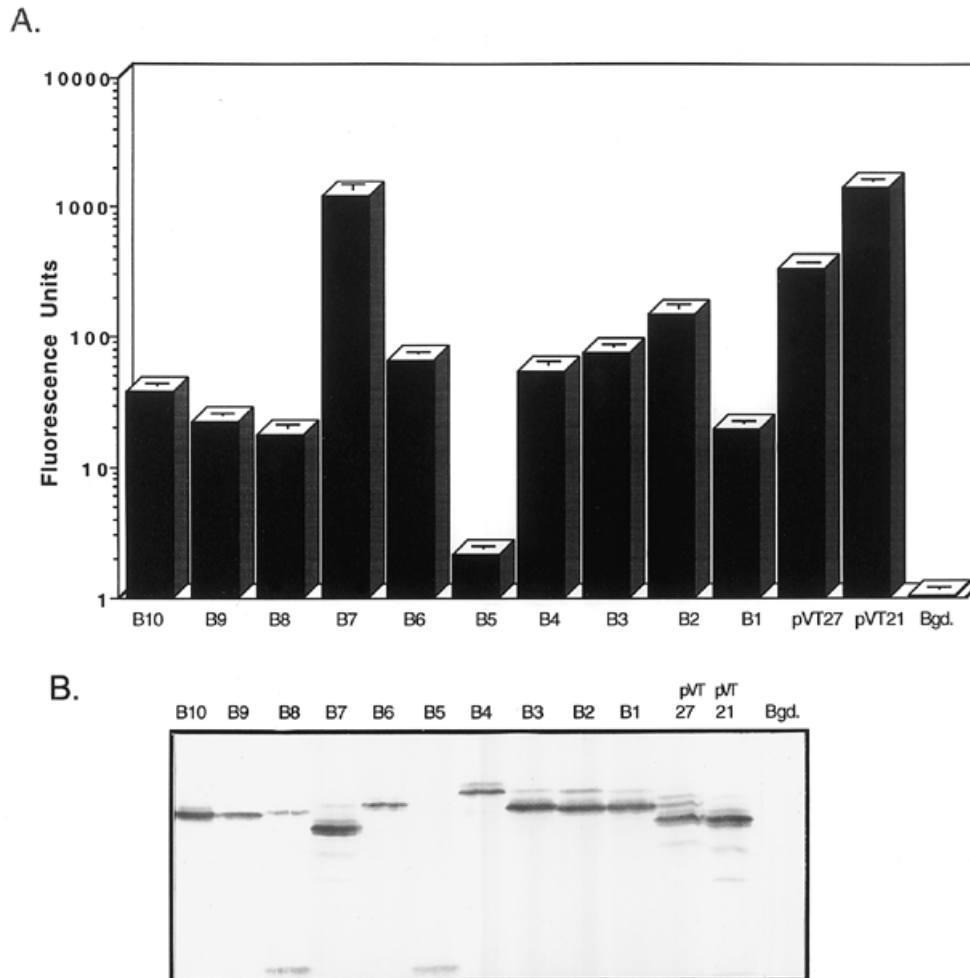 A.
10000
1000
100
10
1
Fluorescence Units
B10 B9 B8 B7 B6 B5 B4 B3 B2 B1 pVT27 pVT21 Bgd.
B.
B10 B9 B8 B7 B6 B5 B4 B3 B2 B1 pVT 27 pVT 21 Bgd.